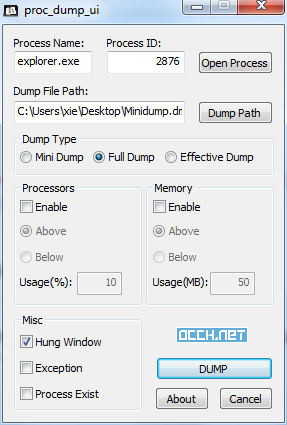 proc_dump_ui
Process Name: Process ID:
explorer.exe 2876 Open Process
Dump File Path:
C:\Users\xie\Desktop\Minidump.dr Dump Path
Dump Type
Mini Dump Full Dump Effective Dump
Processors Memory
Enable Enable
Above Above
Below Below
Usage(%): 10 Usage(MB): 50
Misc
Hung Window OCCH.NET
Exception DUMP
Process Exist About Cancel